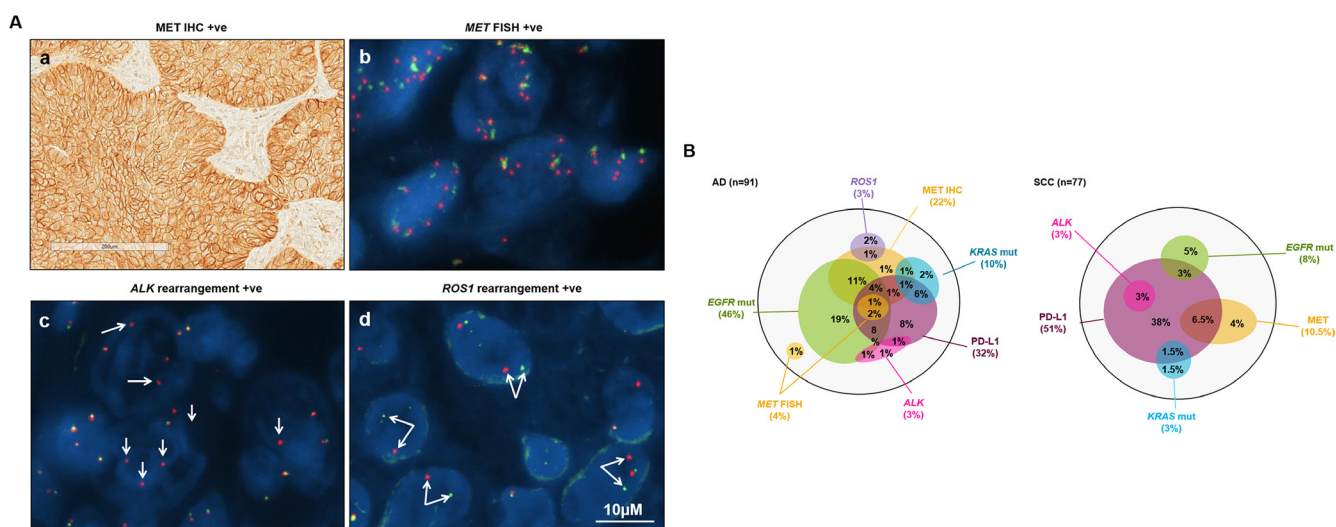 A
MET IHC +ve
MET FISH +ve
a
b
200um
ALK rearrangement +ve
ROS1 rearrangement +ve
c
d
10µM
B
AD (n=91)
ROS1
(3%)
MET IHC
(22%)
KRAS mut
(10%)
EGFR mut
(46%)
PD-L1
(32%)
MET FISH
(4%)
ALK
(3%)
2%
1%
11%
1%
1%
2%
4%
1%
1%
6%
1%
2%
19%
8%
8
%
1%
1%
1%
1%
SCC (n=77)
ALK
(3%)
EGFR mut
(8%)
PD-L1
(51%)
MET
(10.5%)
KRAS mut
(3%)
5%
3%
3%
38%
6.5%
4%
1.5%
1.5%